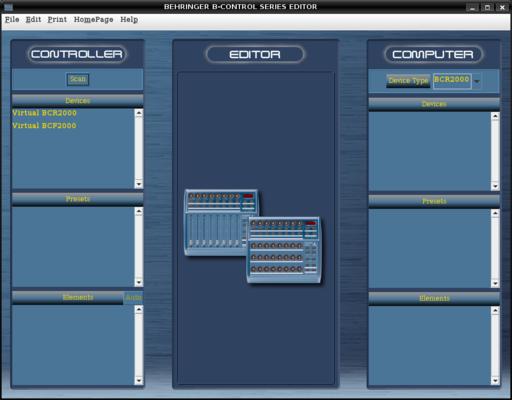 BEHRINGER B-CONTROL SERIES EDITOR
File Edit Print HomePage Help
CONTROLLER
Scan
Devices
Virtual BCR2000
Virtual BCF2000
Presets
Elements Auto
EDITOR
COMPUTER
Device Type BCR2000
Devices
Presets
Elements